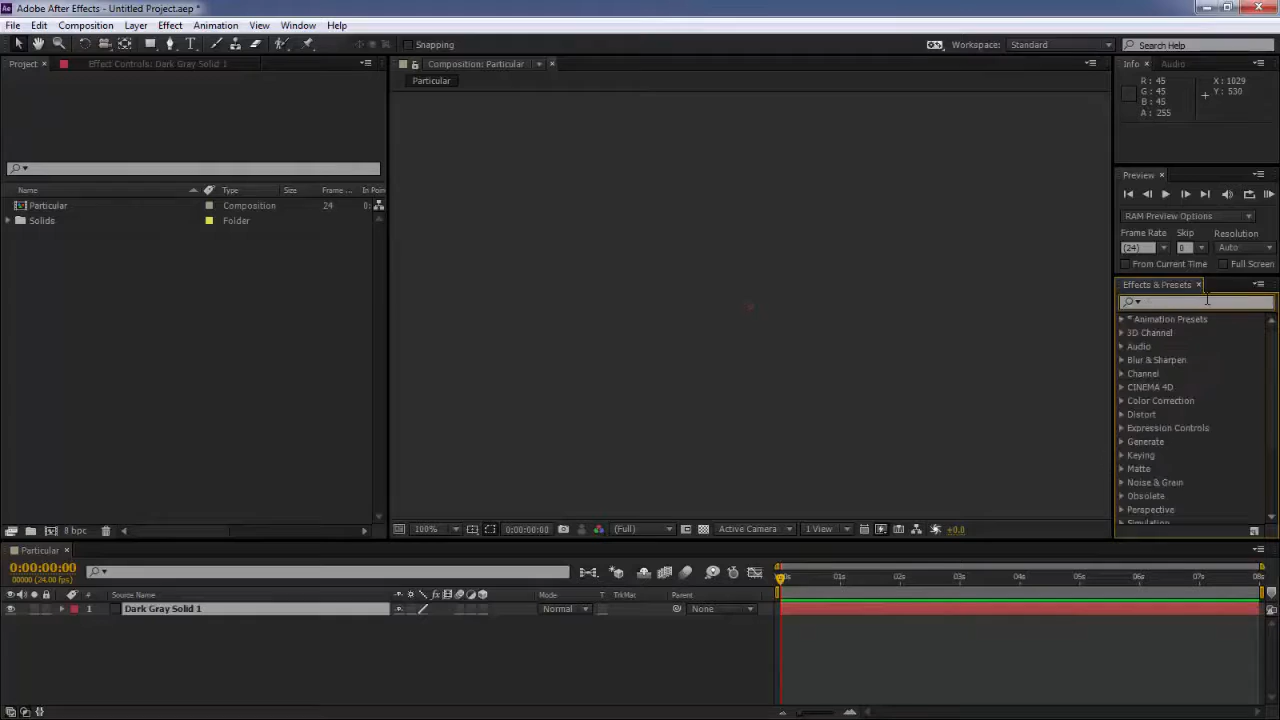 Ae Adobe After Effects - Untitled Project.aep *
File Edit Composition Layer Effect Animation View Window Help
Snapping Workspace: Standard Search Help
Project Effect Controls: Dark Gray Solid 1 Composition: Particular Info Audio
Particular
R: 45 X: 1029
G: 45 Y: 530
B: 45
A: 255
Preview
RAM Preview Options
Frame Rate Skip Resolution
(24) 0 Auto
From Current Time Full Screen
Name Type Size Frame... In Poin
Particular Composition 24 0:
Solids Folder
Effects & Presets
* Animation Presets
3D Channel
Audio
Blur & Sharpen
Channel
CINEMA 4D
Color Correction
Distort
Expression Controls
Generate
Keying
Matte
Noise & Grain
Obsolete
Perspective
Simulation
8 bpc 100% 0:00:00:00 (Full) Active Camera 1 View +0.0
Particular
0:00:00:00
00000 (24.00 fps)
01s 02s 03s 04s 05s 06s 07s 08s
# Source Name Mode T TrkMat Parent
1 Dark Gray Solid 1 Normal None